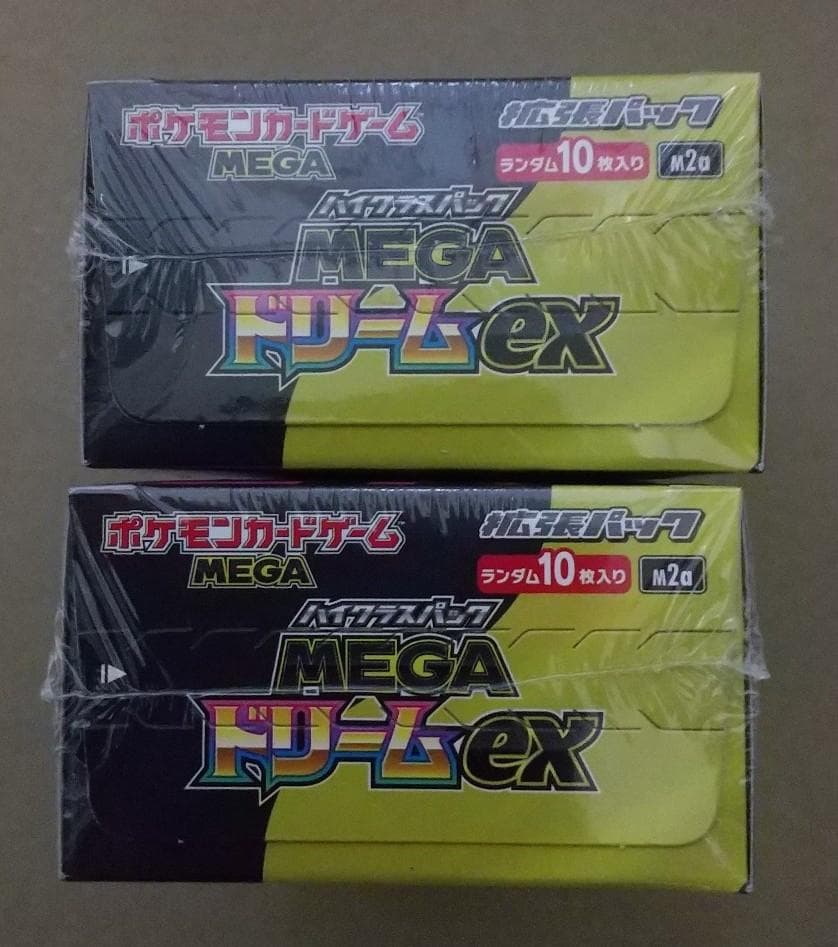 ポケモンカードゲーム
MEGA
拡張パック
ランダム10枚入り
M2a
ハイクラスパック
MEGA
ドリームex
ポケモンカードゲーム
MEGA
拡張パック
ランダム10枚入り
M2a
ハイクラスパック
MEGA
ドリームex